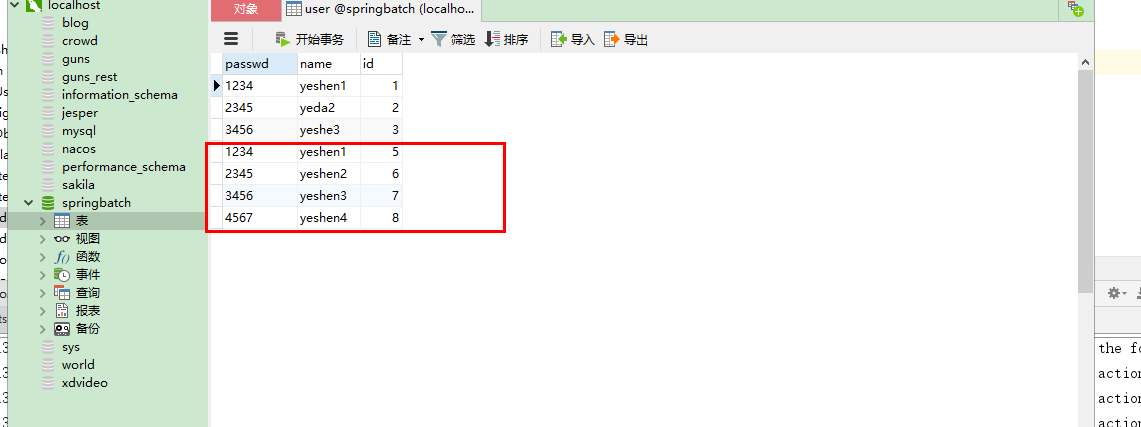 localhost
blog
crowd
guns
guns_rest
information_schema
jesper
mysql
nacos
performance_schema
sakila
springbatch
表
视图
函数
事件
查询
报表
备份
sys
world
xdvideo
对象 user @springbatch (localho...
开始事务 备注 筛选 排序 导入 导出
passwd name id
1234 yeshen1 1
2345 yeda2 2
3456 yeshe3 3
1234 yeshen1 5
2345 yeshen2 6
3456 yeshen3 7
4567 yeshen4 8
the fo
action
action
action